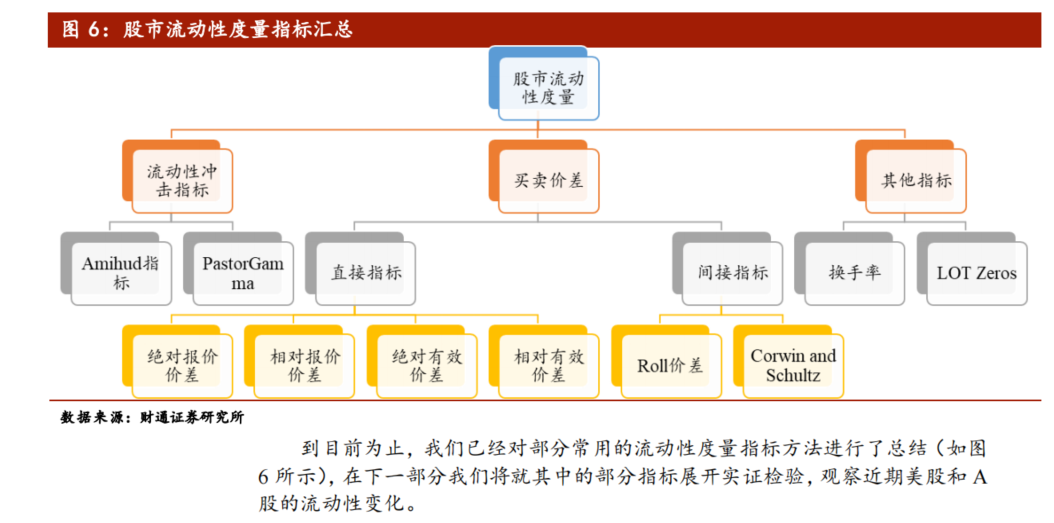 图 6：股市流动性度量指标汇总
股市流动
性度量
流动性冲
击指标
买卖价差
其他指标
Amihud指
标
PastorGam
ma
直接指标
间接指标
换手率
LOT Zeros
绝对报价
价差
相对报价
价差
绝对有效
价差
相对有效
价差
Roll价差
Corwin and
Schultz
数据来源：财通证券研究所
到目前为止，我们已经对部分常用的流动性度量指标方法进行了总结（如图
6 所示），在下一部分我们将就其中的部分指标展开实证检验，观察近期美股和 A
股的流动性变化。